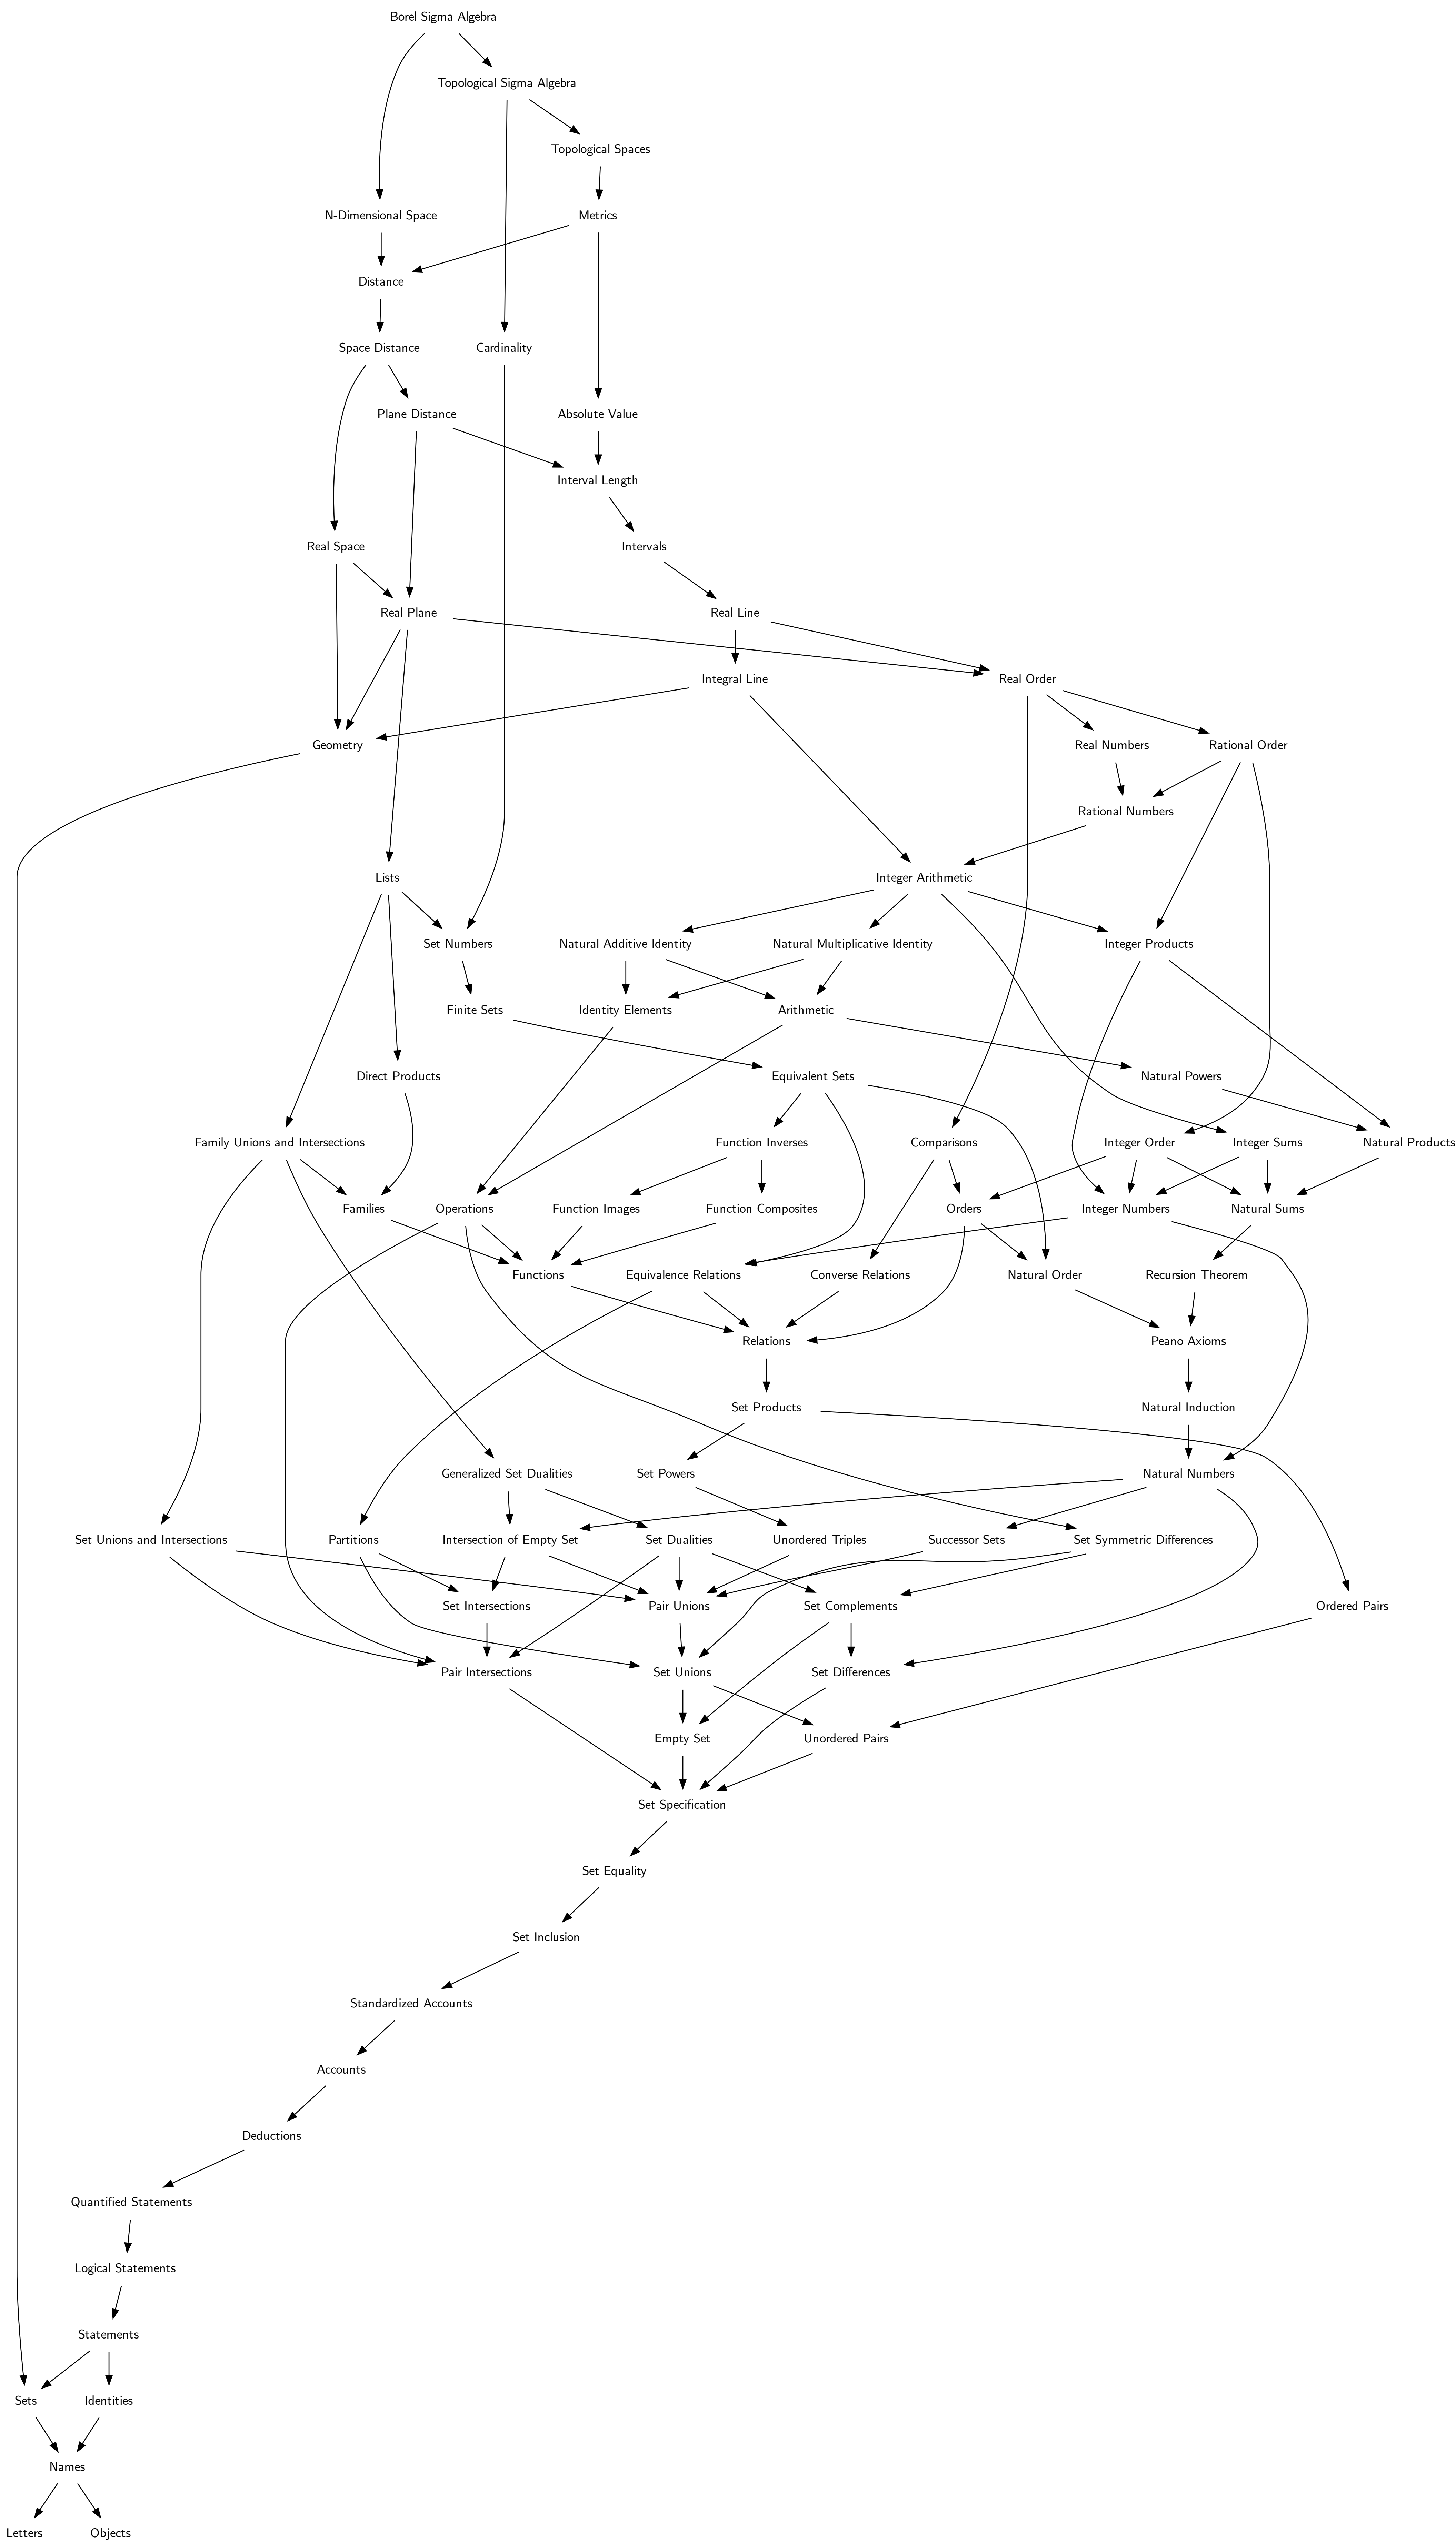 Borel Sigma Algebra
Topological Sigma Algebra
Topological Spaces
N-Dimensional Space
Metrics
Distance
Space Distance
Cardinality
Plane Distance
Absolute Value
Interval Length
Real Space
Intervals
Real Plane
Real Line
Integral Line
Real Order
Geometry
Real Numbers
Rational Order
Rational Numbers
Lists
Integer Arithmetic
Set Numbers
Natural Additive Identity
Natural Multiplicative Identity
Integer Products
Finite Sets
Identity Elements
Arithmetic
Direct Products
Equivalent Sets
Natural Powers
Family Unions and Intersections
Function Inverses
Comparisons
Integer Order
Integer Sums
Natural Products
Families
Operations
Function Images
Function Composites
Orders
Integer Numbers
Natural Sums
Functions
Equivalence Relations
Converse Relations
Natural Order
Recursion Theorem
Relations
Peano Axioms
Set Products
Natural Induction
Generalized Set Dualities
Set Powers
Natural Numbers
Set Unions and Intersections
Partitions
Intersection of Empty Set
Set Dualities
Unordered Triples
Successor Sets
Set Symmetric Differences
Set Intersections
Pair Unions
Set Complements
Ordered Pairs
Pair Intersections
Set Unions
Set Differences
Empty Set
Unordered Pairs
Set Specification
Set Equality
Set Inclusion
Standardized Accounts
Accounts
Deductions
Quantified Statements
Logical Statements
Statements
Sets
Identities
Names
Letters
Objects